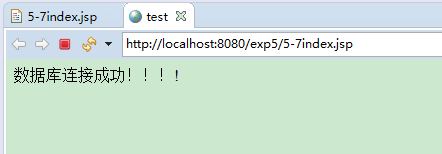 5-7index.jsp test
http://localhost:8080/exp5/5-7index.jsp
数据库连接成功！！！！